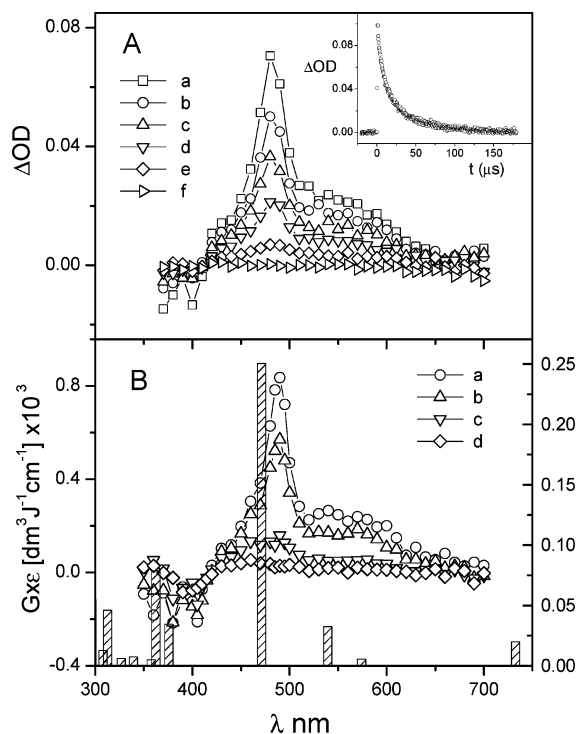 0.08
0.04
0.00
ΔOD
A
a
b
c
d
e
f
0.08
0.04
0.00
ΔOD
0
50
100
150
t (μs)
B
a
b
c
d
0.8
0.4
0.0
-0.4
Gxε [dm³J⁻¹cm⁻¹] x10³
0.25
0.20
0.15
0.10
0.05
0.00
300
400
500
600
700
λ nm